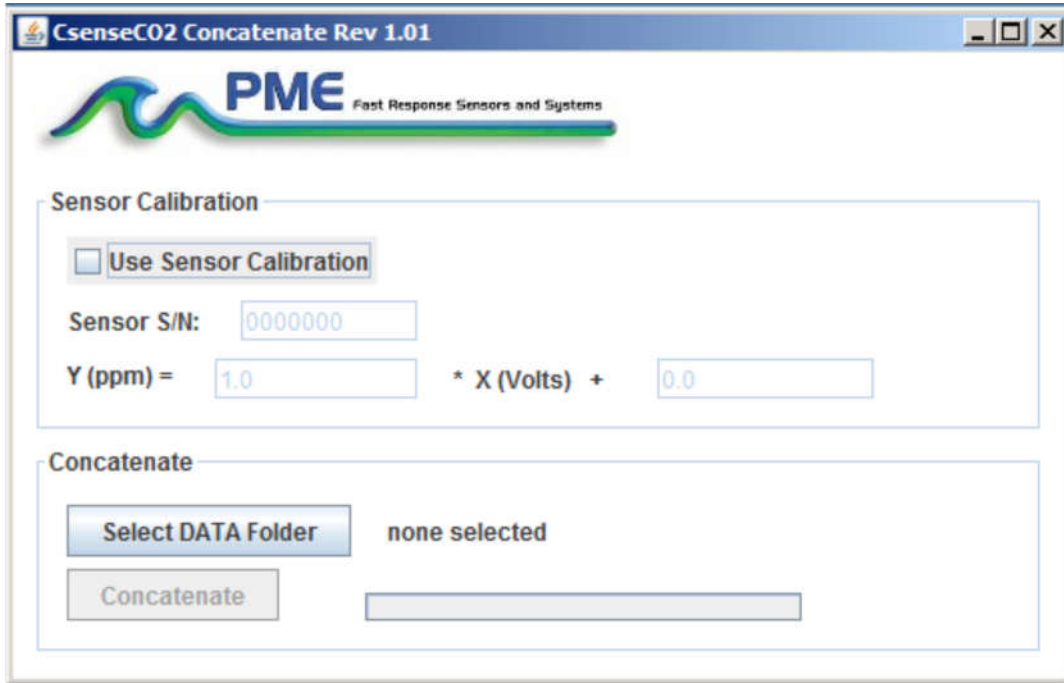 CsenseCO2 Concatenate Rev 1.01
PME Fast Response Sensors and Systems
Sensor Calibration
Use Sensor Calibration
Sensor S/N: 0000000
Y (ppm) = 1.0 * X (Volts) + 0.0
Concatenate
Select DATA Folder none selected
Concatenate